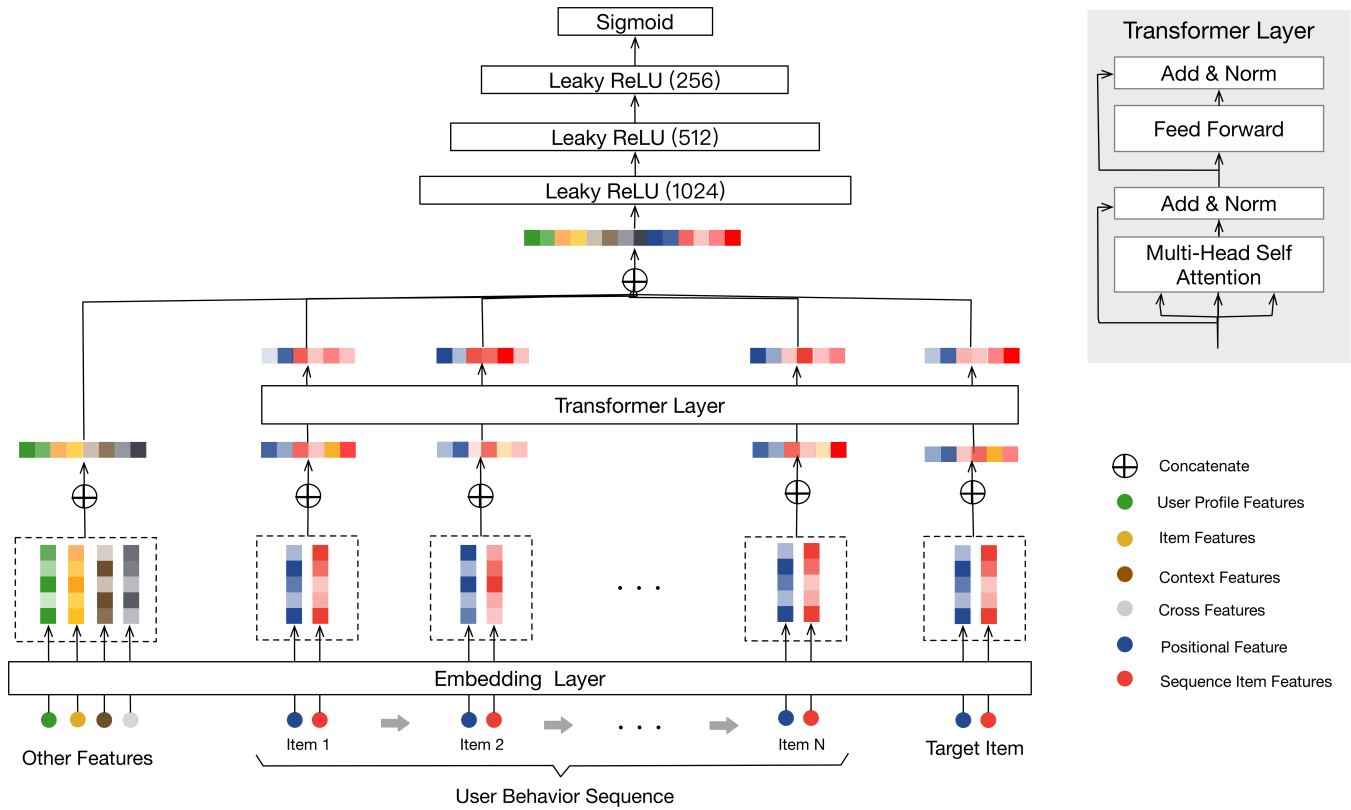 Sigmoid
Leaky ReLU (256)
Leaky ReLU (512)
Leaky ReLU (1024)
Transformer Layer
Embedding Layer
Other Features
Item 1
Item 2
. . .
. . .
Item N
Target Item
User Behavior Sequence
Transformer Layer
Add & Norm
Feed Forward
Add & Norm
Multi-Head Self
Attention
Concatenate
User Profile Features
Item Features
Context Features
Cross Features
Positional Feature
Sequence Item Features